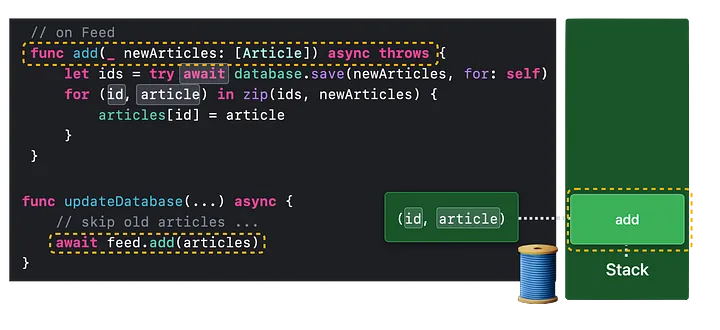 // on Feed
func add(_ newArticles: [Article]) async throws {
let ids = try await database.save(newArticles, for: self)
for (id, article) in zip(ids, newArticles) {
articles[id] = article
}
}
func updateDatabase(...) async {
// skip old articles ...
await feed.add(articles)
}
(id, article)
add
Stack